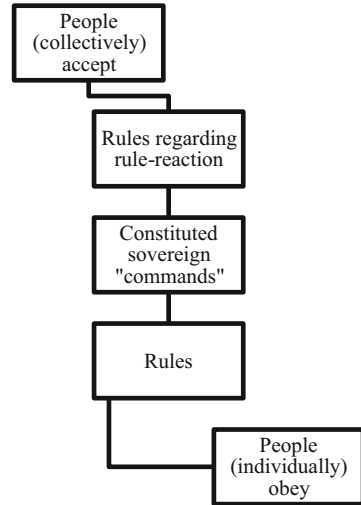 People
(collectively)
accept
Rules regarding
rule-reaction
Constituted
sovereign
"commands"
Rules
People
(individually)
obey